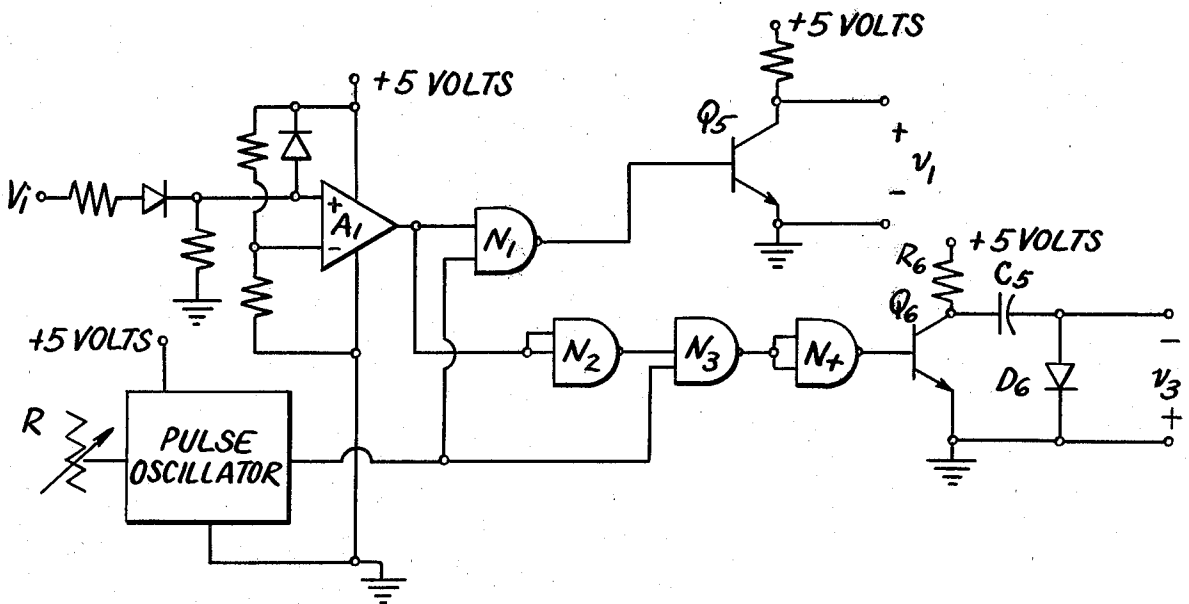 +5 VOLTS
+5 VOLTS
Q5
+
v1
-
Vi
+
A1
-
N1
+5 VOLTS
R6
C5
Q6
+5 VOLTS
N2
N3
N4
D6
-
v3
+
R
PULSE
OSCILLATOR